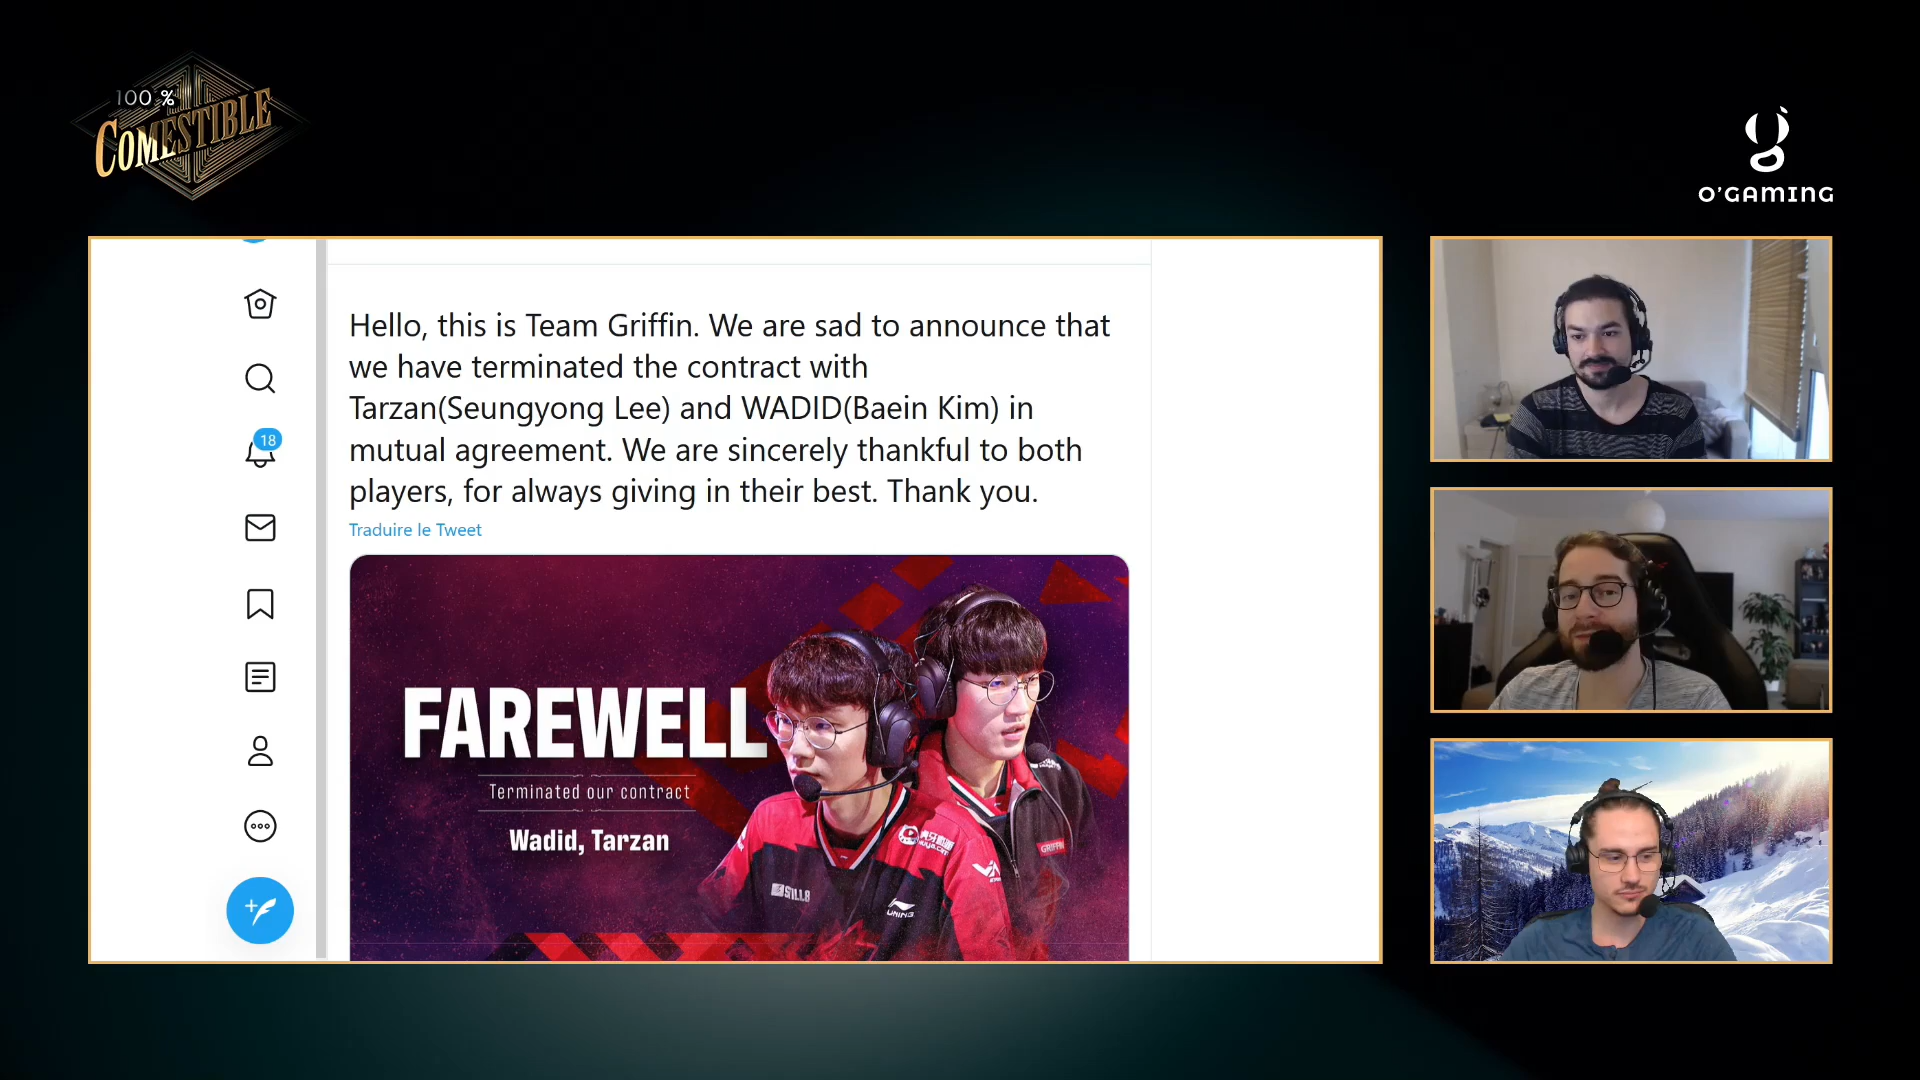 100 %
COMESTIBLE
O'GAMING
18
Hello, this is Team Griffin. We are sad to announce that
we have terminated the contract with
Tarzan(Seungyong Lee) and WADID(Baein Kim) in
mutual agreement. We are sincerely thankful to both
players, for always giving in their best. Thank you.
Traduire le Tweet
FAREWELL
Terminated our contract
Wadid, Tarzan
GRIFFIN